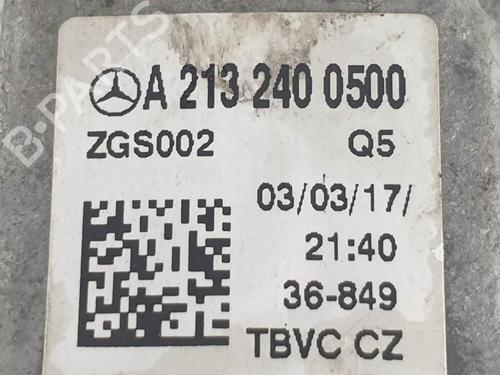 A 213 240 0500
ZGS002 Q5
03/03/17/
21:40
36-849
TBVC CZ
B-PARTS